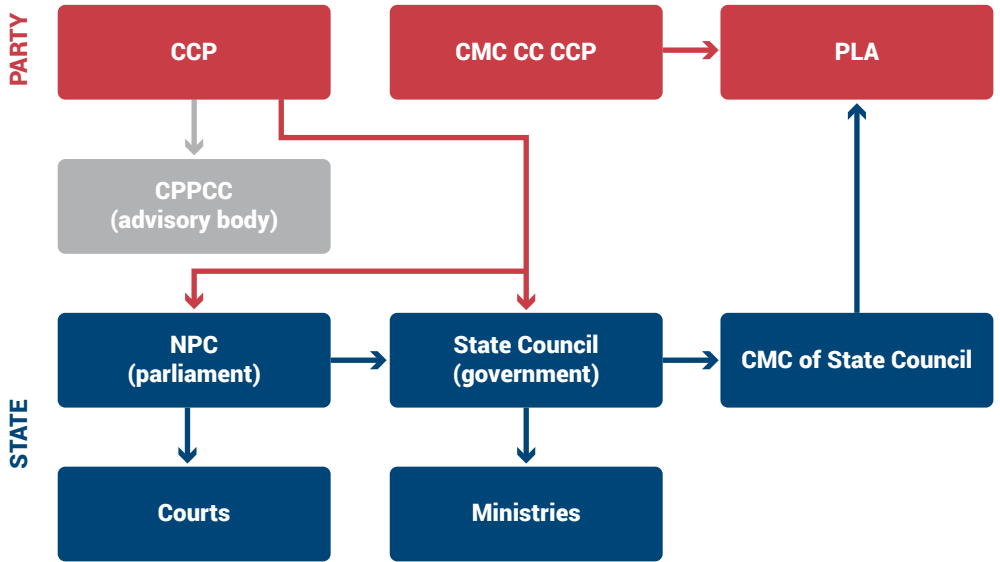 PARTY
CCP
CMC CC CCP
PLA
CPPCC
(advisory body)
STATE
NPC
(parliament)
State Council
(government)
CMC of State Council
Courts
Ministries